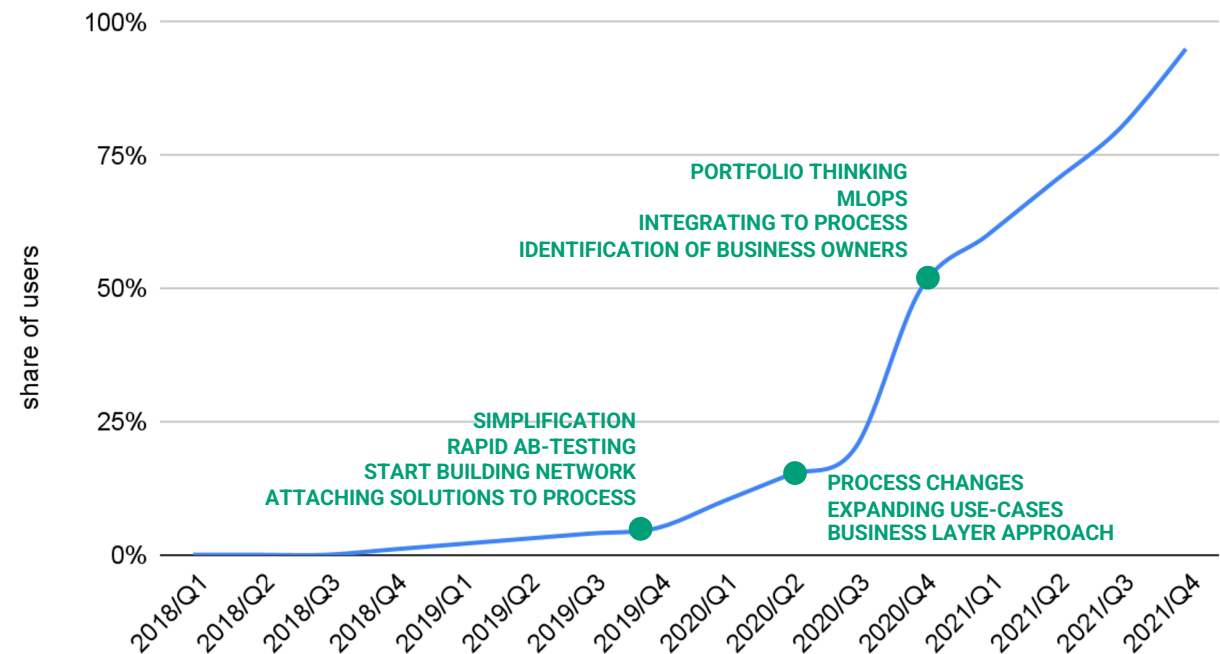 100%
75%
50%
25%
0%
share of users
PORTFOLIO THINKING
MLOPS
INTEGRATING TO PROCESS
IDENTIFICATION OF BUSINESS OWNERS
SIMPLIFICATION
RAPID AB-TESTING
START BUILDING NETWORK
ATTACHING SOLUTIONS TO PROCESS
PROCESS CHANGES
EXPANDING USE-CASES
BUSINESS LAYER APPROACH
2018/Q1
2018/Q2
2018/Q3
2018/Q4
2019/Q1
2019/Q2
2019/Q3
2019/Q4
2020/Q1
2020/Q2
2020/Q3
2020/Q4
2021/Q1
2021/Q2
2021/Q3
2021/Q4